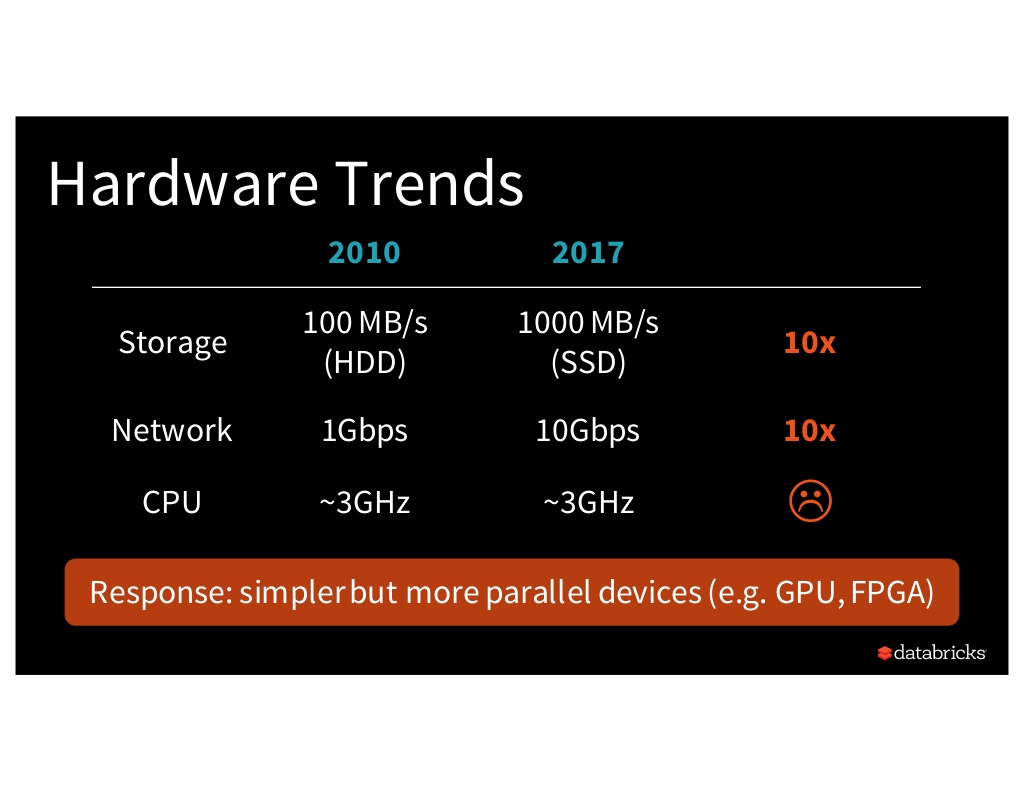 Hardware Trends
2010 2017
Storage 100 MB/s (HDD) 1000 MB/s (SSD) 10x
Network 1Gbps 10Gbps 10x
CPU ~3GHz ~3GHz ☹
Response: simpler but more parallel devices (e.g. GPU, FPGA)
databricks